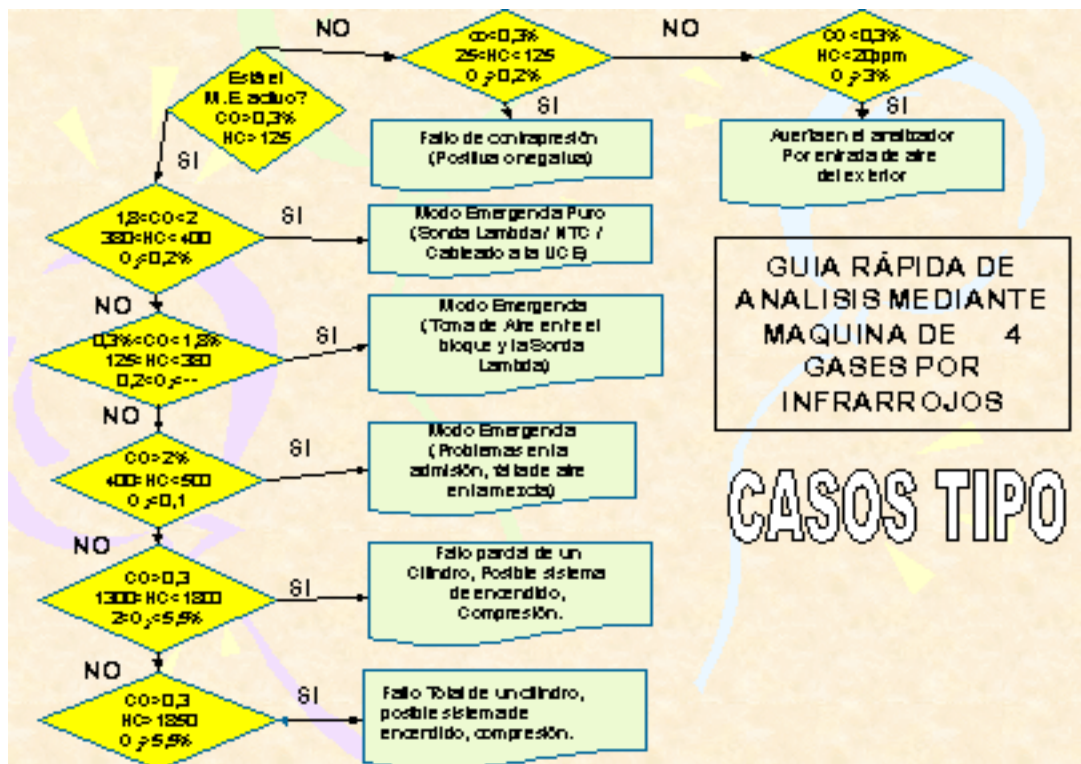 NO
NO
Está el
M.E. activo?
CO>0,3%
HC>125
CO<0,3%
25<HC<125
O₂>0,2%
CO<0,3%
HC<20ppm
O₂>3%
SI
SI
SI
Fallo de contrapresión
(Positiva o negativa)
Avería en el analizador
Por entrada de aire
del exterior
1,8<CO<2
380<HC<400
O₂<0,2%
SI
Modo Emergencia Puro
(Sonda Lambda/ NTC /
Cableado a la UCE)
NO
0,3%<CO<1,8%
125<HC<380
0,2<O₂<--
SI
Modo Emergencia
(Toma de Aire entre el
bloque y la Sonda
Lambda)
NO
CO>2%
400<HC<500
O₂<0,1
SI
Modo Emergencia
(Problemas en la
admisión, falta de aire
en la mezcla)
NO
CO>0,3
1300<HC<1800
2<O₂<5,5%
SI
Fallo parcial de un
Cilindro, Posible sistema
de encendido,
Compresión.
NO
CO>0,3
HC>1850
O₂>5,5%
SI
Fallo Total de un cilindro,
posible sistema de
encendido, compresión.
GUIA RÁPIDA DE
ANALISIS MEDIANTE
MAQUINA DE 4
GASES POR
INFRARROJOS
CASOS TIPO